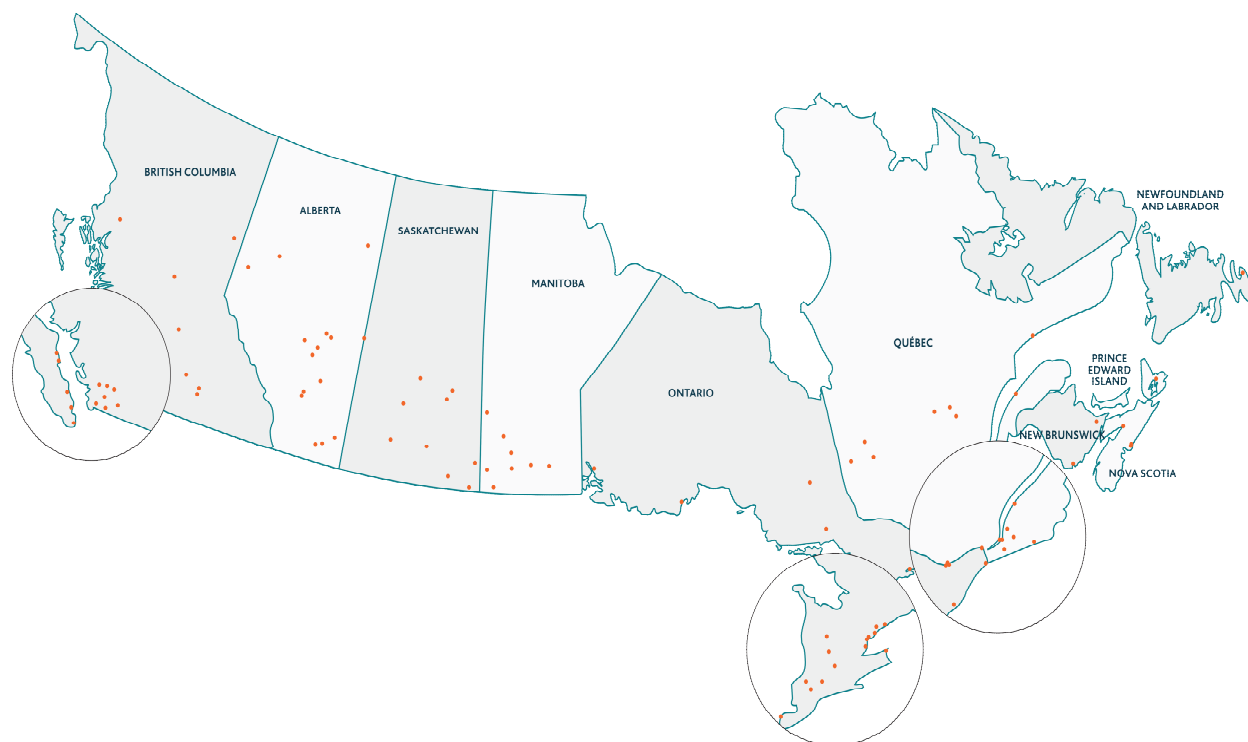 BRITISH COLUMBIA
ALBERTA
SASKATCHEWAN
MANITOBA
ONTARIO
QUÉBEC
NEWFOUNDLAND
AND LABRADOR
PRINCE
EDWARD
ISLAND
NEW BRUNSWICK
NOVA SCOTIA